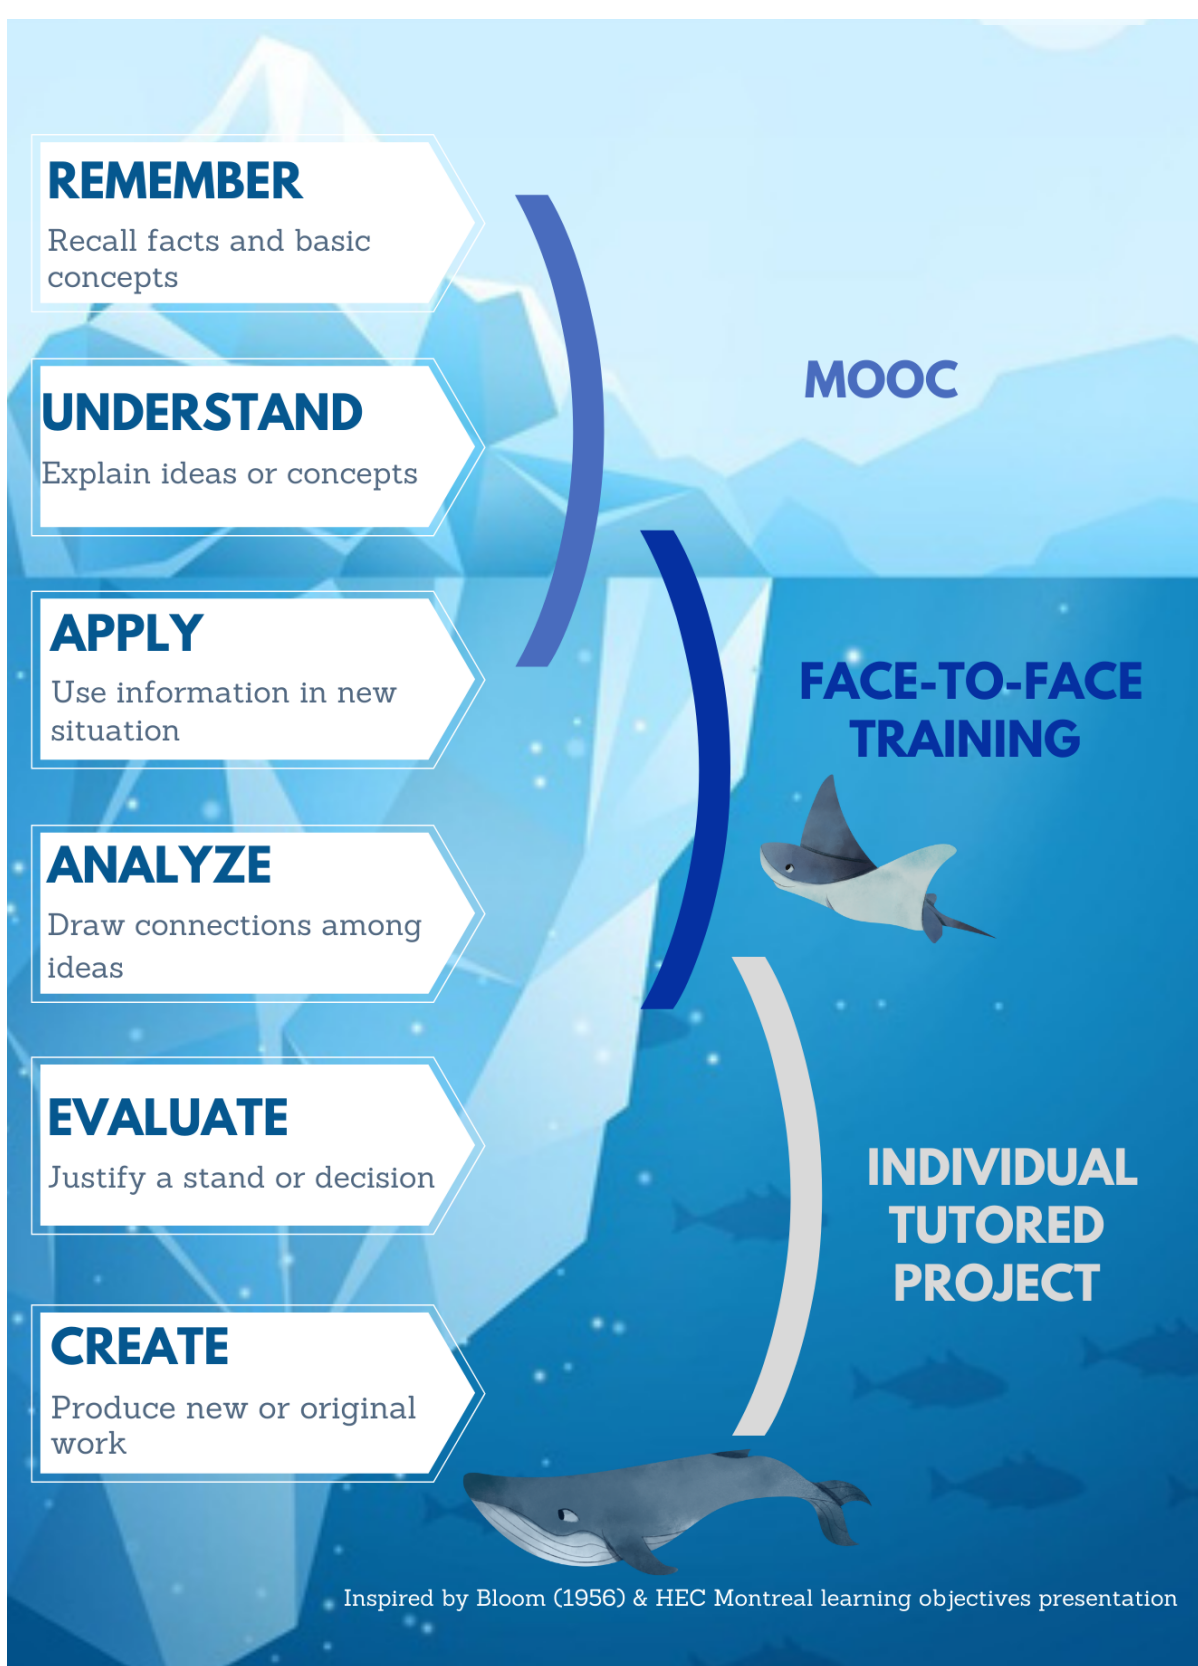 REMEMBER
Recall facts and basic
concepts
UNDERSTAND
Explain ideas or concepts
MOOC
APPLY
Use information in new
situation
FACE-TO-FACE
TRAINING
ANALYZE
Draw connections among
ideas
EVALUATE
Justify a stand or decision
INDIVIDUAL
TUTORED
PROJECT
CREATE
Produce new or original
work
Inspired by Bloom (1956) & HEC Montreal learning objectives presentation